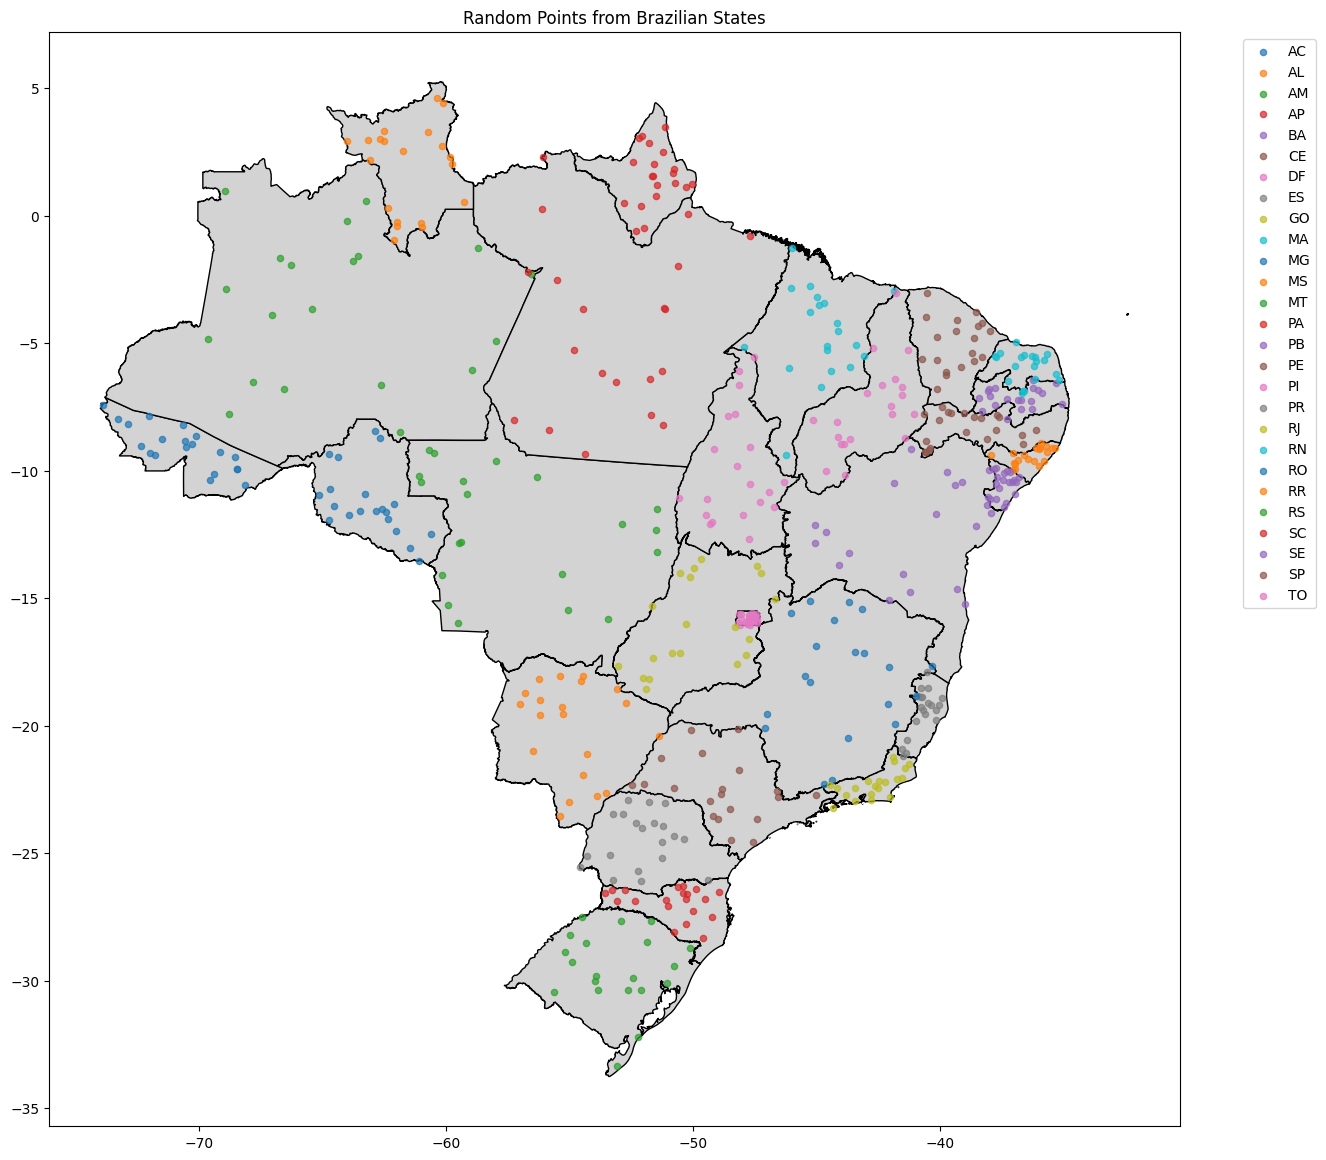 Random Points from Brazilian States
5
0
−5
−10
−15
−20
−25
−30
−35
−70
−60
−50
−40
AC
AL
AM
AP
BA
CE
DF
ES
GO
MA
MG
MS
MT
PA
PB
PE
PI
PR
RJ
RN
RO
RR
RS
SC
SE
SP
TO